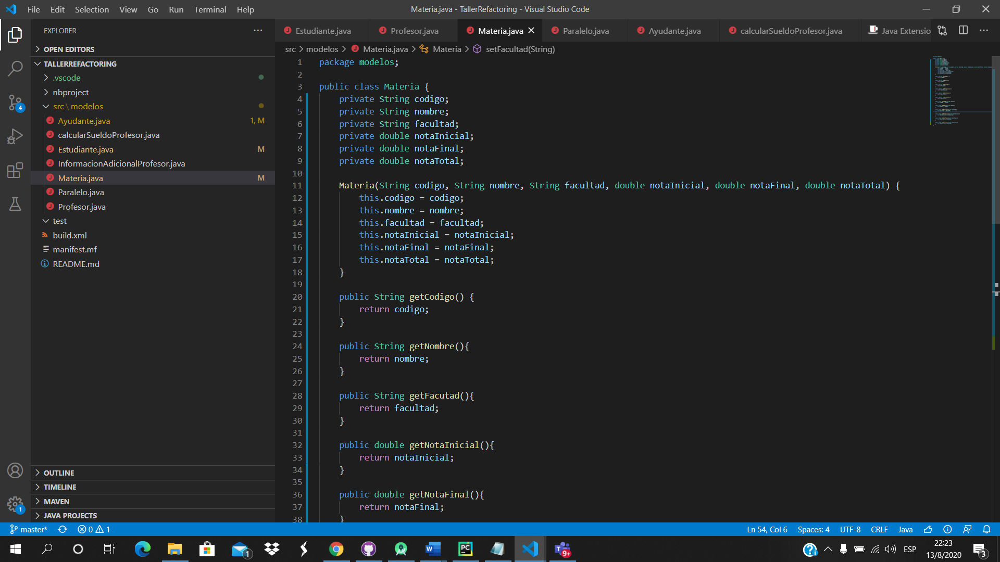 File Edit Selection View Go Run Terminal Help
Materia.java - TallerRefactoring - Visual Studio Code
EXPLORER
OPEN EDITORS
TALLERREFACTORING
.vscode
nbproject
src \ modelos
Ayudante.java 1, M
calcularSueldoProfesor.java
Estudiante.java M
InformacionAdicionalProfesor.java
Materia.java M
Paralelo.java
Profesor.java
test
build.xml
manifest.mf
README.md
OUTLINE
TIMELINE
MAVEN
JAVA PROJECTS
4
1
Estudiante.java Profesor.java Materia.java Paralelo.java Ayudante.java calcularSueldoProfesor.java Java Extensio
src > modelos > Materia.java > Materia > setFacultad(String)
1 package modelos;
2
3 public class Materia {
4 private String codigo;
5 private String nombre;
6 private String facultad;
7 private double notaInicial;
8 private double notaFinal;
9 private double notaTotal;
10
11 Materia(String codigo, String nombre, String facultad, double notaInicial, double notaFinal, double notaTotal) {
12 this.codigo = codigo;
13 this.nombre = nombre;
14 this.facultad = facultad;
15 this.notaInicial = notaInicial;
16 this.notaFinal = notaFinal;
17 this.notaTotal = notaTotal;
18 }
19
20 public String getCodigo() {
21 return codigo;
22 }
23
24 public String getNombre(){
25 return nombre;
26 }
27
28 public String getFacutad(){
29 return facultad;
30 }
31
32 public double getNotaInicial(){
33 return notaInicial;
34 }
35
36 public double getNotaFinal(){
37 return notaFinal;
38 }
master* 0 1
Ln 54, Col 6 Spaces: 4 UTF-8 CRLF Java
1
W
PC
T 9+
ESP
22:23
13/8/2020
3